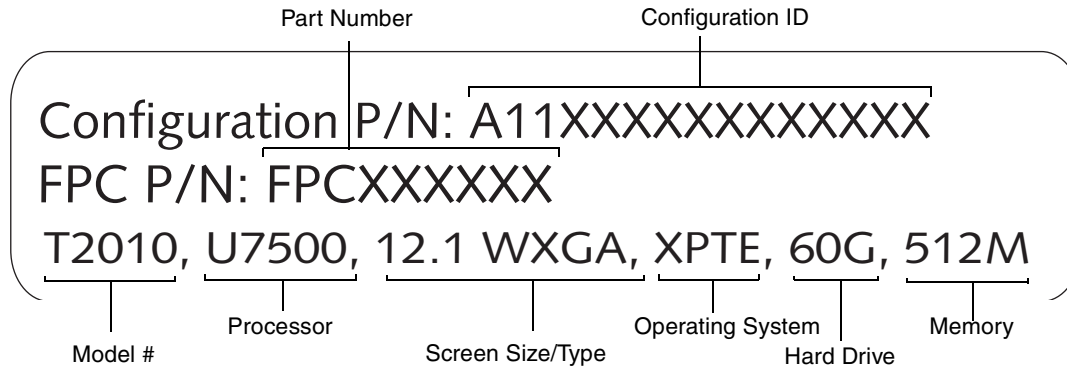 Part Number
Configuration ID
Configuration P/N: A11XXXXXXXXXXXX
FPC P/N: FPCXXXXXX
T2010, U7500, 12.1 WXGA, XPTE, 60G, 512M
Processor
Operating System
Memory
Model #
Screen Size/Type
Hard Drive